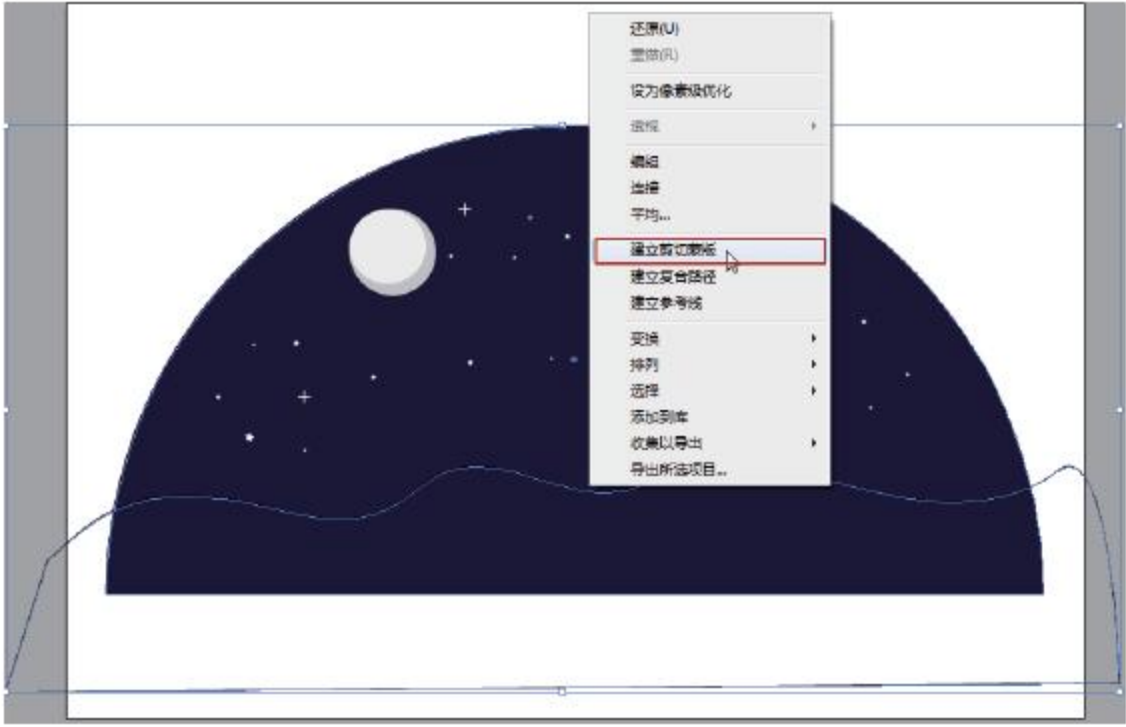 还原(U)
重做(R)
设为像素级优化
透视
编组
连接
平均...
建立剪切蒙版
建立复合路径
建立参考线
变换
排列
选择
添加到库
收集以导出
导出所选项目...